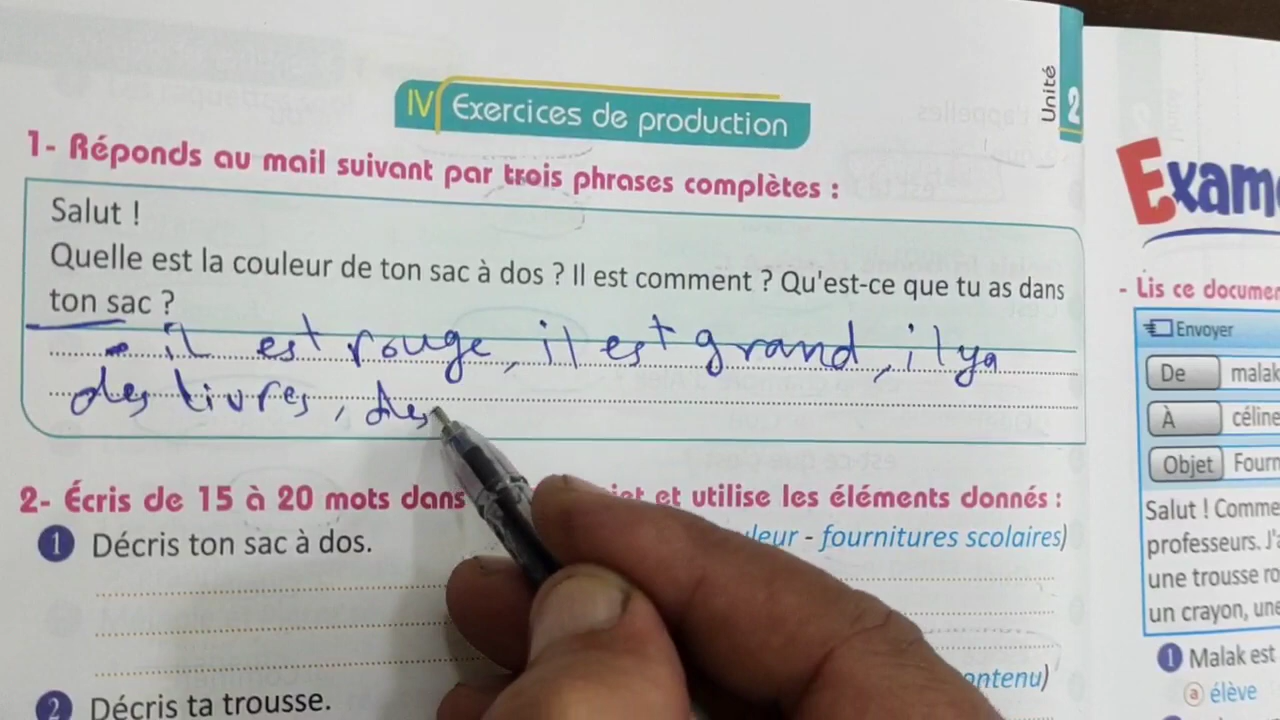 Unité 2
IV Exercices de production
1- Réponds au mail suivant par trois phrases complètes :
Salut !
Quelle est la couleur de ton sac à dos ? Il est comment ? Qu'est-ce que tu as dans
ton sac ?
- il est rouge, il est grand, il ya
des livres, des
2- Écris de 15 à 20 mots dans et utilise les éléments donnés :
1 Décris ton sac à dos.
- fournitures scolaires)
2 Décris ta trousse.
Exam
- Lis ce documen
Envoyer
De malak
À céline
Objet Fourn
Salut ! Comme
professeurs. J'a
une trousse ro
un crayon, une
1 Malak est
a élève